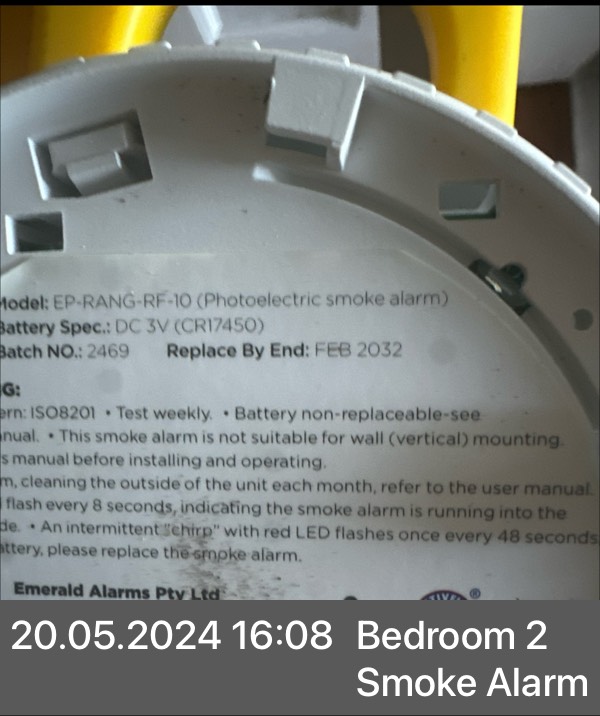 Model: EP-RANG-RF-10 (Photoelectric smoke alarm)
Battery Spec.: DC 3V (CR17450)
Batch NO.: 2469 Replace By End: FEB 2032
G:
ern: ISO8201 • Test weekly. • Battery non-replaceable-see
nual. • This smoke alarm is not suitable for wall (vertical) mounting.
s manual before installing and operating.
m, cleaning the outside of the unit each month, refer to the user manual.
flash every 8 seconds, indicating the smoke alarm is running into the
de. • An intermittent "chirp" with red LED flashes once every 48 seconds
attery, please replace the smoke alarm.
Emerald Alarms Pty Ltd
20.05.2024 16:08 Bedroom 2
Smoke Alarm